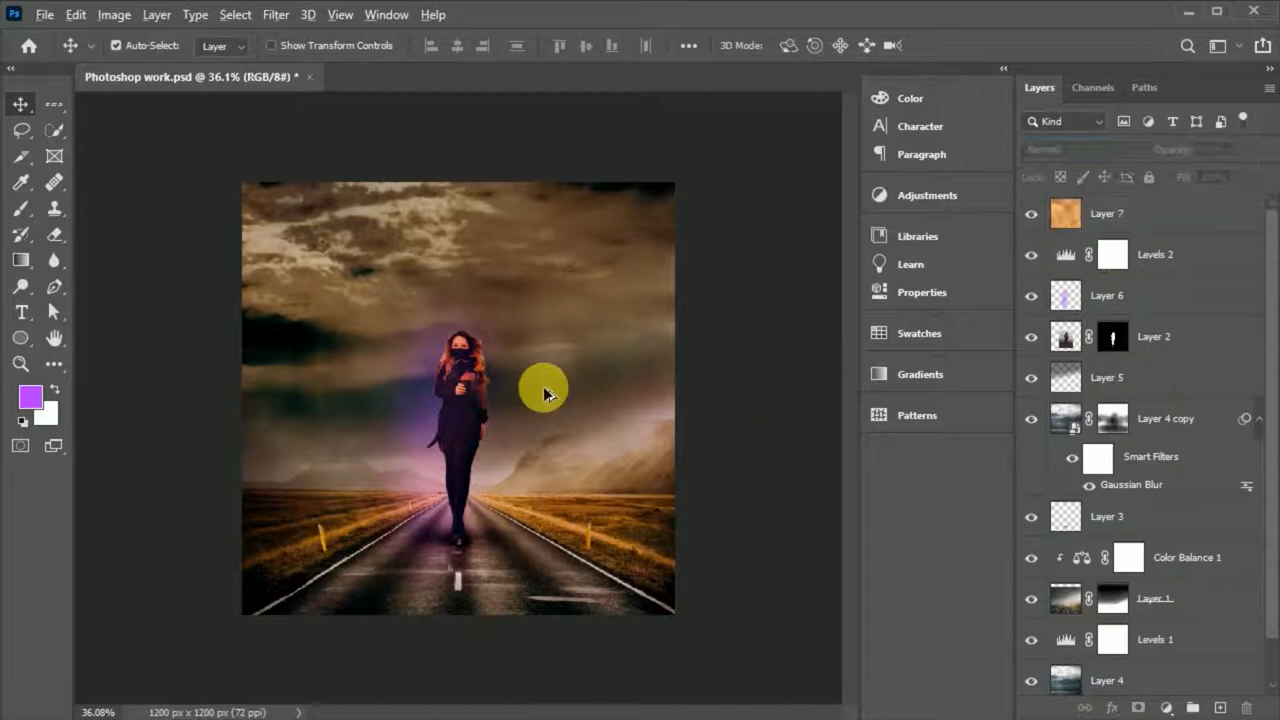 Ps File Edit Image Layer Type Select Filter 3D View Window Help
Auto-Select: Layer Show Transform Controls 3D Mode:
Photoshop work.psd @ 36.1% (RGB/8#) *
Color
Character
Paragraph
Adjustments
Libraries
Learn
Properties
Swatches
Gradients
Patterns
Layers Channels Paths
Kind
Normal Opacity:
Lock: Fill: 100%
Layer 7
Levels 2
Layer 6
Layer 2
Layer 5
Layer 4 copy
Smart Filters
Gaussian Blur
Layer 3
Color Balance 1
Layer 1
Levels 1
Layer 4
36.08% 1200 px x 1200 px (72 ppi)